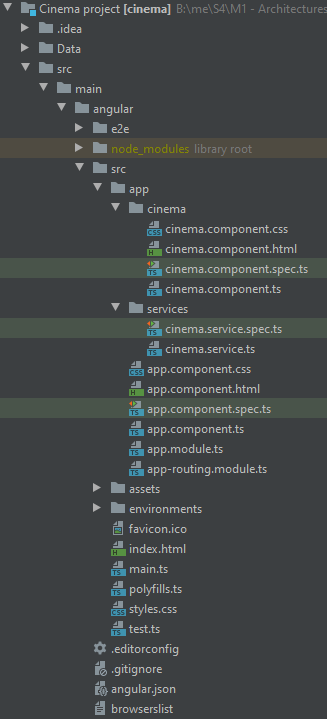 Cinema project [cinema] B:\me\S4\M1 - Architectures
.idea
Data
src
main
angular
e2e
node_modules library root
src
app
cinema
cinema.component.css
cinema.component.html
cinema.component.spec.ts
cinema.component.ts
services
cinema.service.spec.ts
cinema.service.ts
app.component.css
app.component.html
app.component.spec.ts
app.component.ts
app.module.ts
app-routing.module.ts
assets
environments
favicon.ico
index.html
main.ts
polyfills.ts
styles.css
test.ts
.editorconfig
.gitignore
angular.json
browserslist